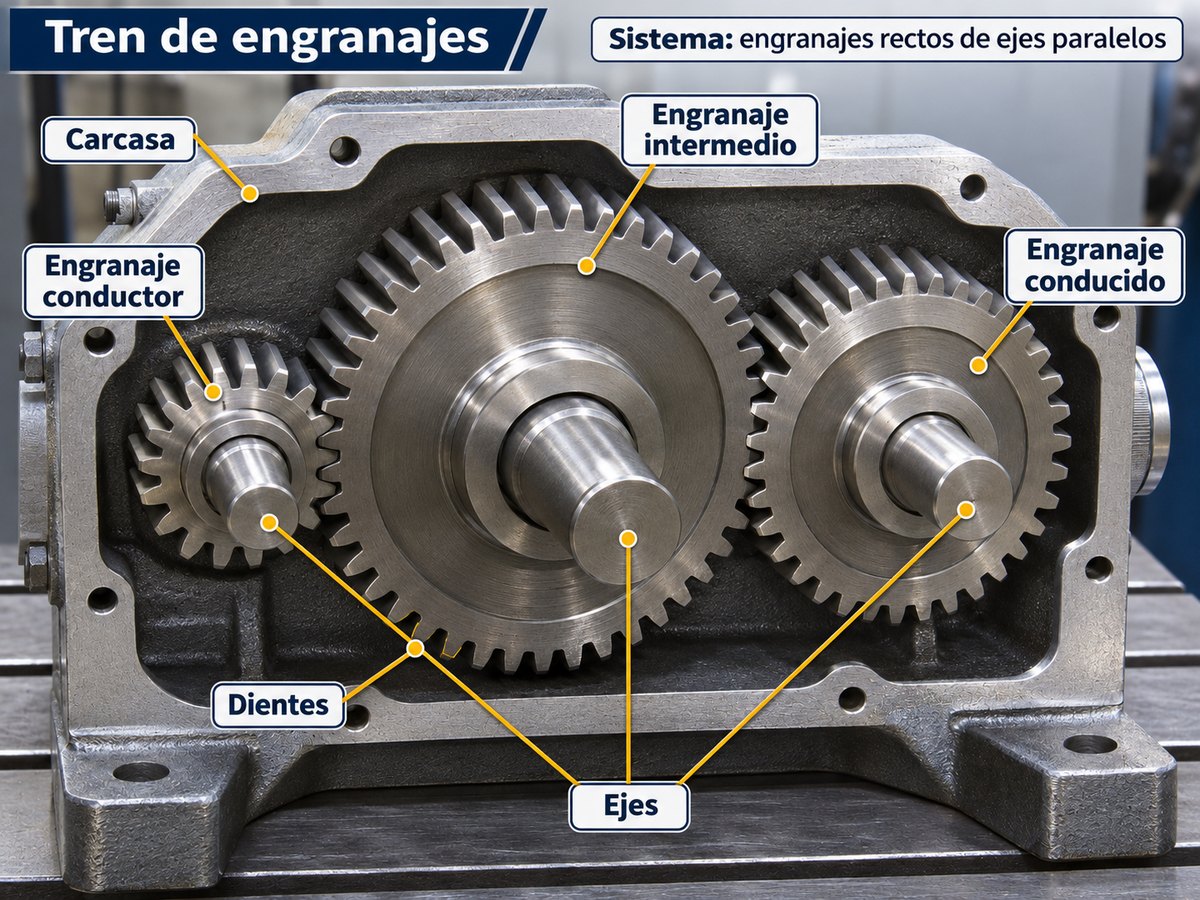 Tren de engranajes
Sistema: engranajes rectos de ejes paralelos
Carcasa
Engranaje
intermedio
Engranaje
conductor
Engranaje
conducido
Dientes
Ejes